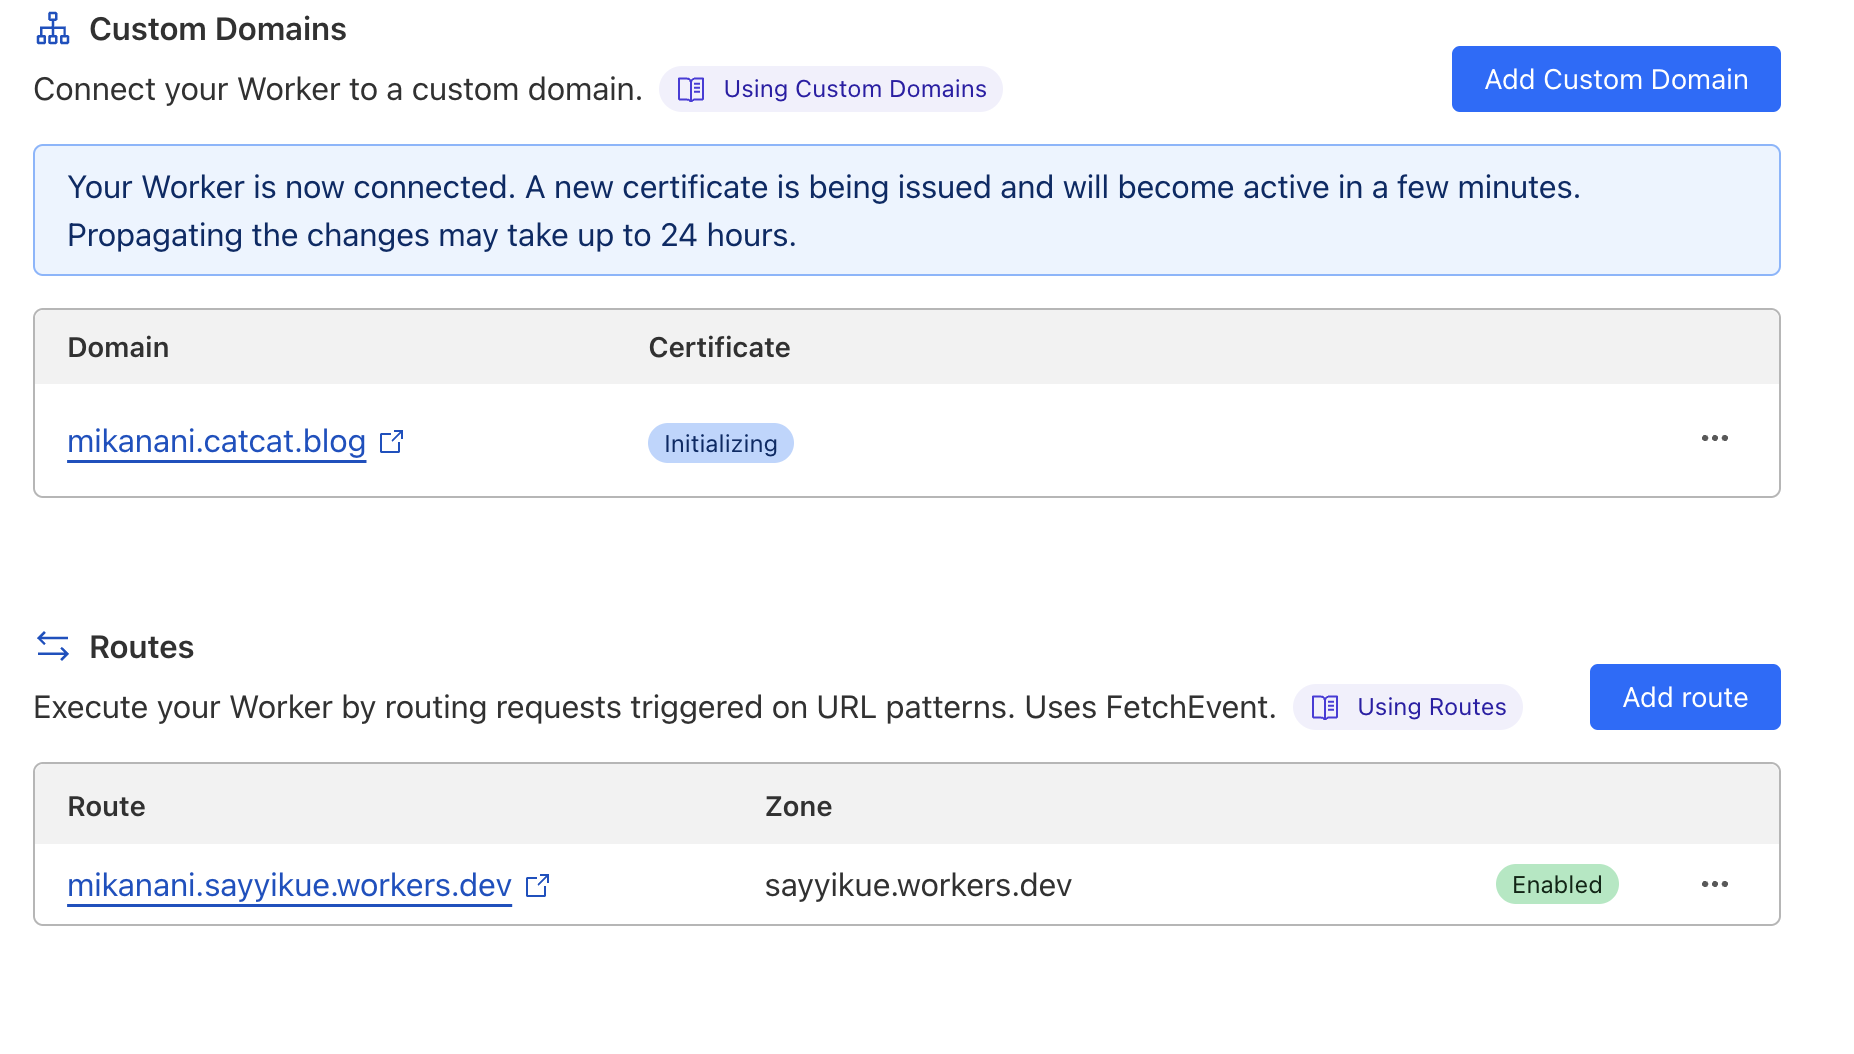 Custom Domains
Connect your Worker to a custom domain.
Using Custom Domains
Add Custom Domain
Your Worker is now connected. A new certificate is being issued and will become active in a few minutes.
Propagating the changes may take up to 24 hours.
Domain
Certificate
mikanani.catcat.blog
Initializing
Routes
Execute your Worker by routing requests triggered on URL patterns. Uses FetchEvent.
Using Routes
Add route
Route
Zone
mikanani.sayyikue.workers.dev
sayyikue.workers.dev
Enabled